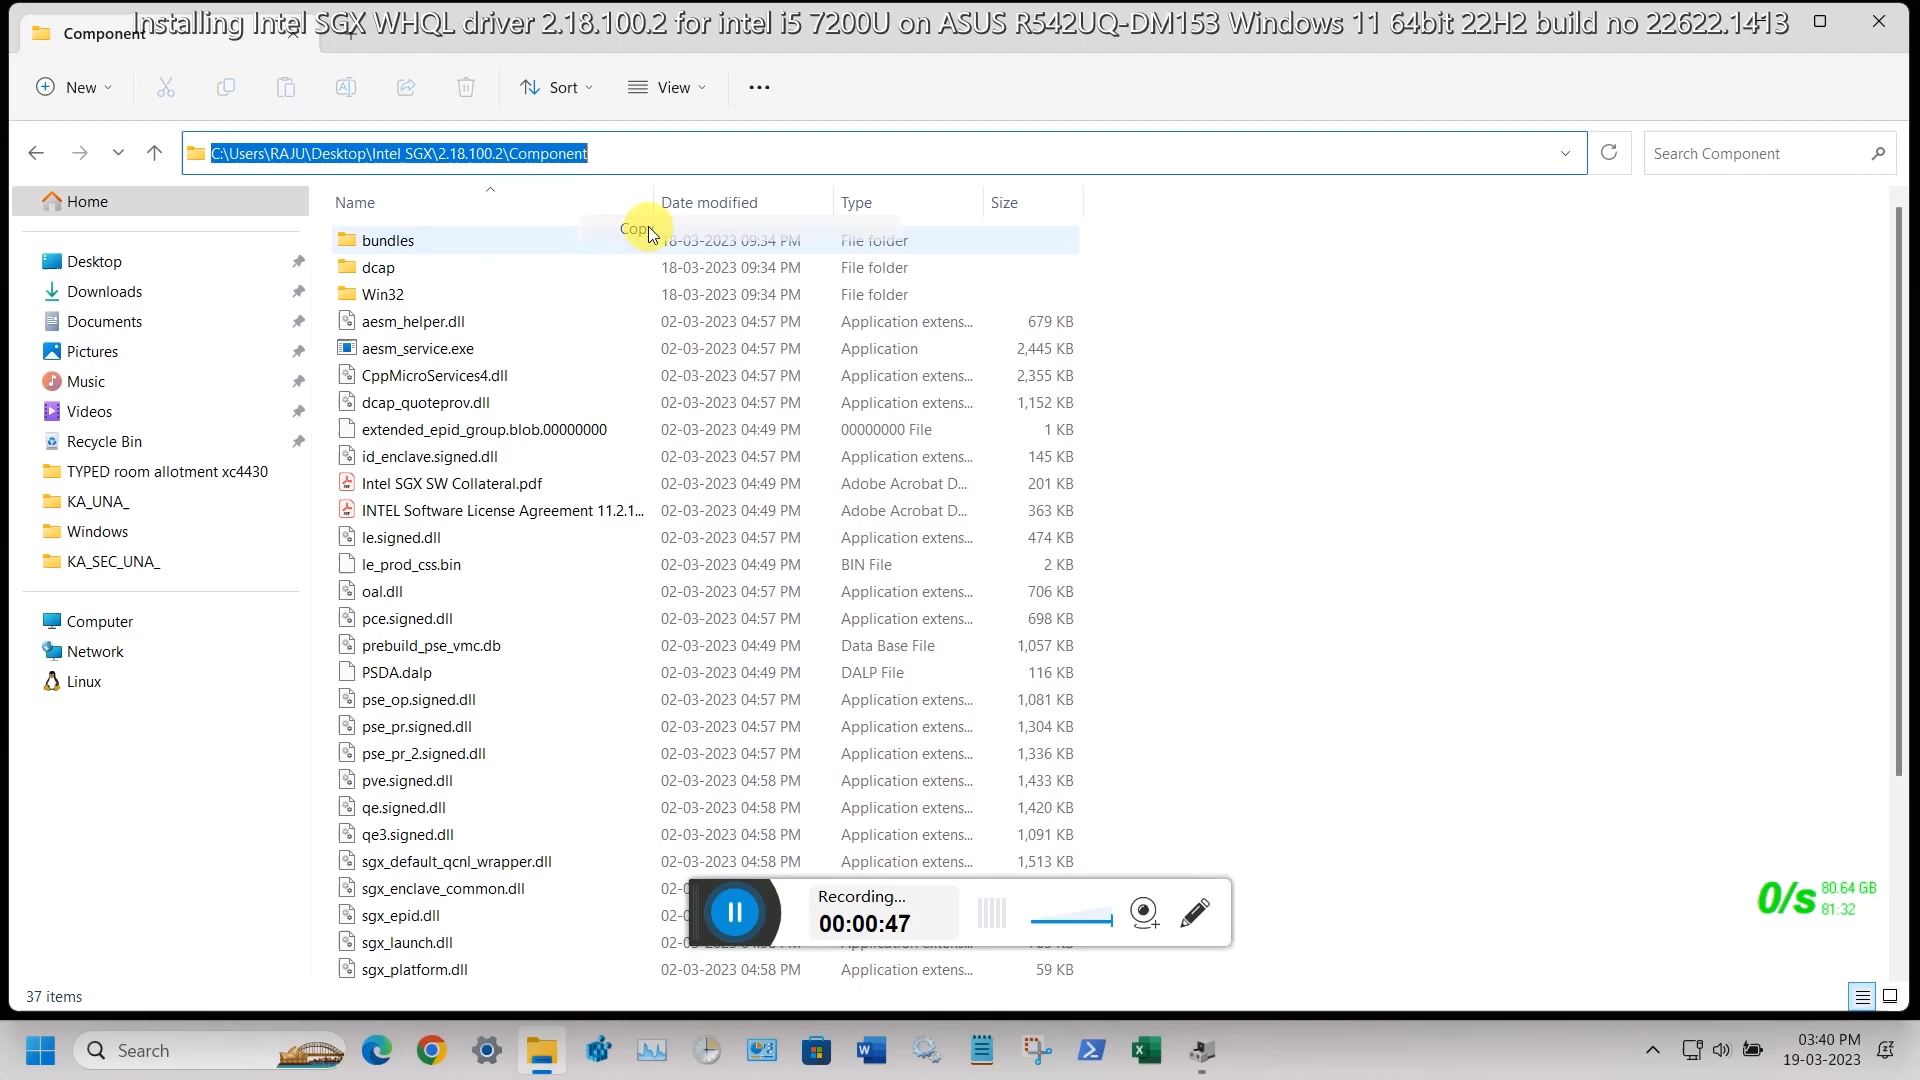 Installing Intel SGX WHQL driver 2.18.100.2 for intel i5 7200U on ASUS R542UQ-DM153 Windows 11 64bit 22H2 build no 22622.1413
Component
New
Sort
View
C:\Users\RAJU\Desktop\Intel SGX\2.18.100.2\Component
Search Component
Name Date modified Type Size
Copy
bundles 18-03-2023 09:34 PM File folder
dcap 18-03-2023 09:34 PM File folder
Win32 18-03-2023 09:34 PM File folder
aesm_helper.dll 02-03-2023 04:57 PM Application extens... 679 KB
aesm_service.exe 02-03-2023 04:57 PM Application 2,445 KB
CppMicroServices4.dll 02-03-2023 04:57 PM Application extens... 2,355 KB
dcap_quoteprov.dll 02-03-2023 04:57 PM Application extens... 1,152 KB
extended_epid_group.blob.00000000 02-03-2023 04:49 PM 00000000 File 1 KB
id_enclave.signed.dll 02-03-2023 04:57 PM Application extens... 145 KB
Intel SGX SW Collateral.pdf 02-03-2023 04:49 PM Adobe Acrobat D... 201 KB
INTEL Software License Agreement 11.2.1... 02-03-2023 04:49 PM Adobe Acrobat D... 363 KB
le.signed.dll 02-03-2023 04:57 PM Application extens... 474 KB
le_prod_css.bin 02-03-2023 04:49 PM BIN File 2 KB
oal.dll 02-03-2023 04:57 PM Application extens... 706 KB
pce.signed.dll 02-03-2023 04:57 PM Application extens... 698 KB
prebuild_pse_vmc.db 02-03-2023 04:49 PM Data Base File 1,057 KB
PSDA.dalp 02-03-2023 04:49 PM DALP File 116 KB
pse_op.signed.dll 02-03-2023 04:57 PM Application extens... 1,081 KB
pse_pr.signed.dll 02-03-2023 04:57 PM Application extens... 1,304 KB
pse_pr_2.signed.dll 02-03-2023 04:57 PM Application extens... 1,336 KB
pve.signed.dll 02-03-2023 04:58 PM Application extens... 1,433 KB
qe.signed.dll 02-03-2023 04:58 PM Application extens... 1,420 KB
qe3.signed.dll 02-03-2023 04:58 PM Application extens... 1,091 KB
sgx_default_qcnl_wrapper.dll 02-03-2023 04:58 PM Application extens... 1,513 KB
sgx_enclave_common.dll
sgx_epid.dll
sgx_launch.dll
sgx_platform.dll 02-03-2023 04:58 PM Application extens... 59 KB
Home
Desktop
Downloads
Documents
Pictures
Music
Videos
Recycle Bin
TYPED room allotment xc4430
KA_UNA_
Windows
KA_SEC_UNA_
Computer
Network
Linux
Recording...
00:00:47
0/s
80.64 GB
81:32
37 items
Search
03:40 PM
19-03-2023